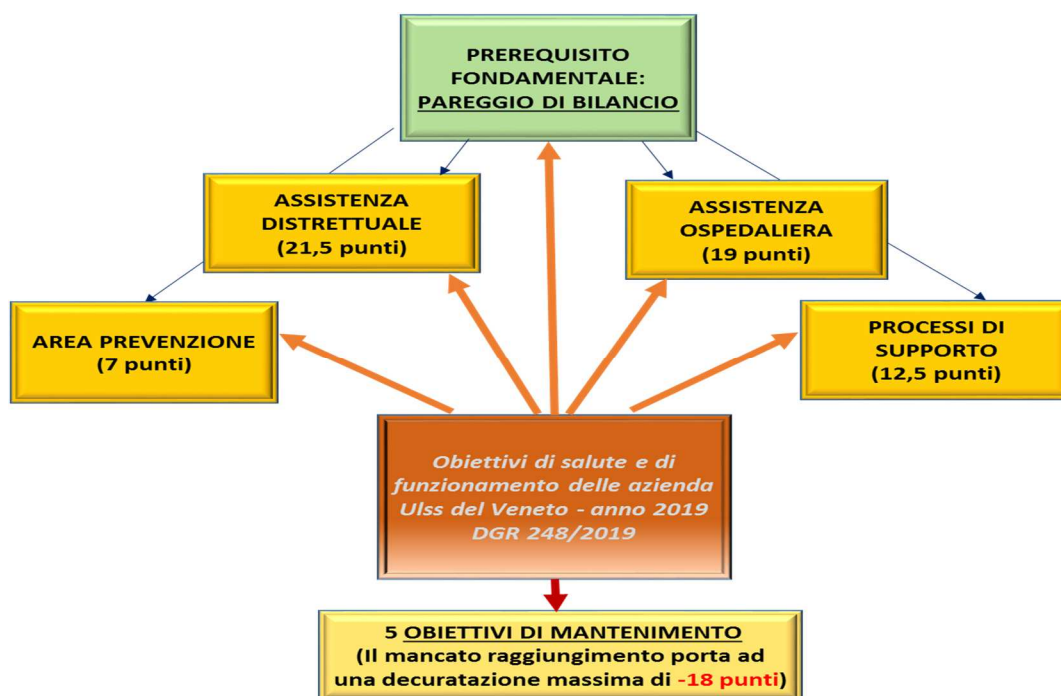 PREREQUISITO
FONDAMENTALE:
PAREGGIO DI BILANCIO
ASSISTENZA
DISTRETTUALE
(21,5 punti)
ASSISTENZA
OSPEDALIERA
(19 punti)
AREA PREVENZIONE
(7 punti)
PROCESSI DI
SUPPORTO
(12,5 punti)
Obiettivi di salute e di
funzionamento delle azienda
Ulss del Veneto - anno 2019
DGR 248/2019
5 OBIETTIVI DI MANTENIMENTO
(Il mancato raggiungimento porta ad
una decuratazione massima di -18 punti)